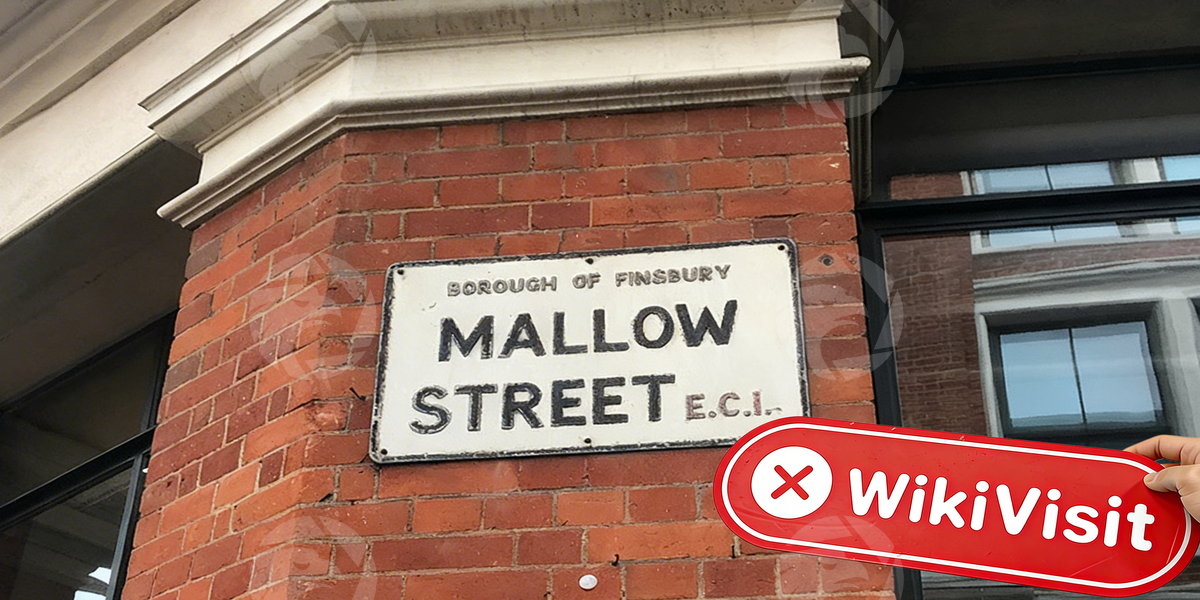 BOROUGH OF FINSBURY
MALLOW
STREET E.C.1.
WikiVisit